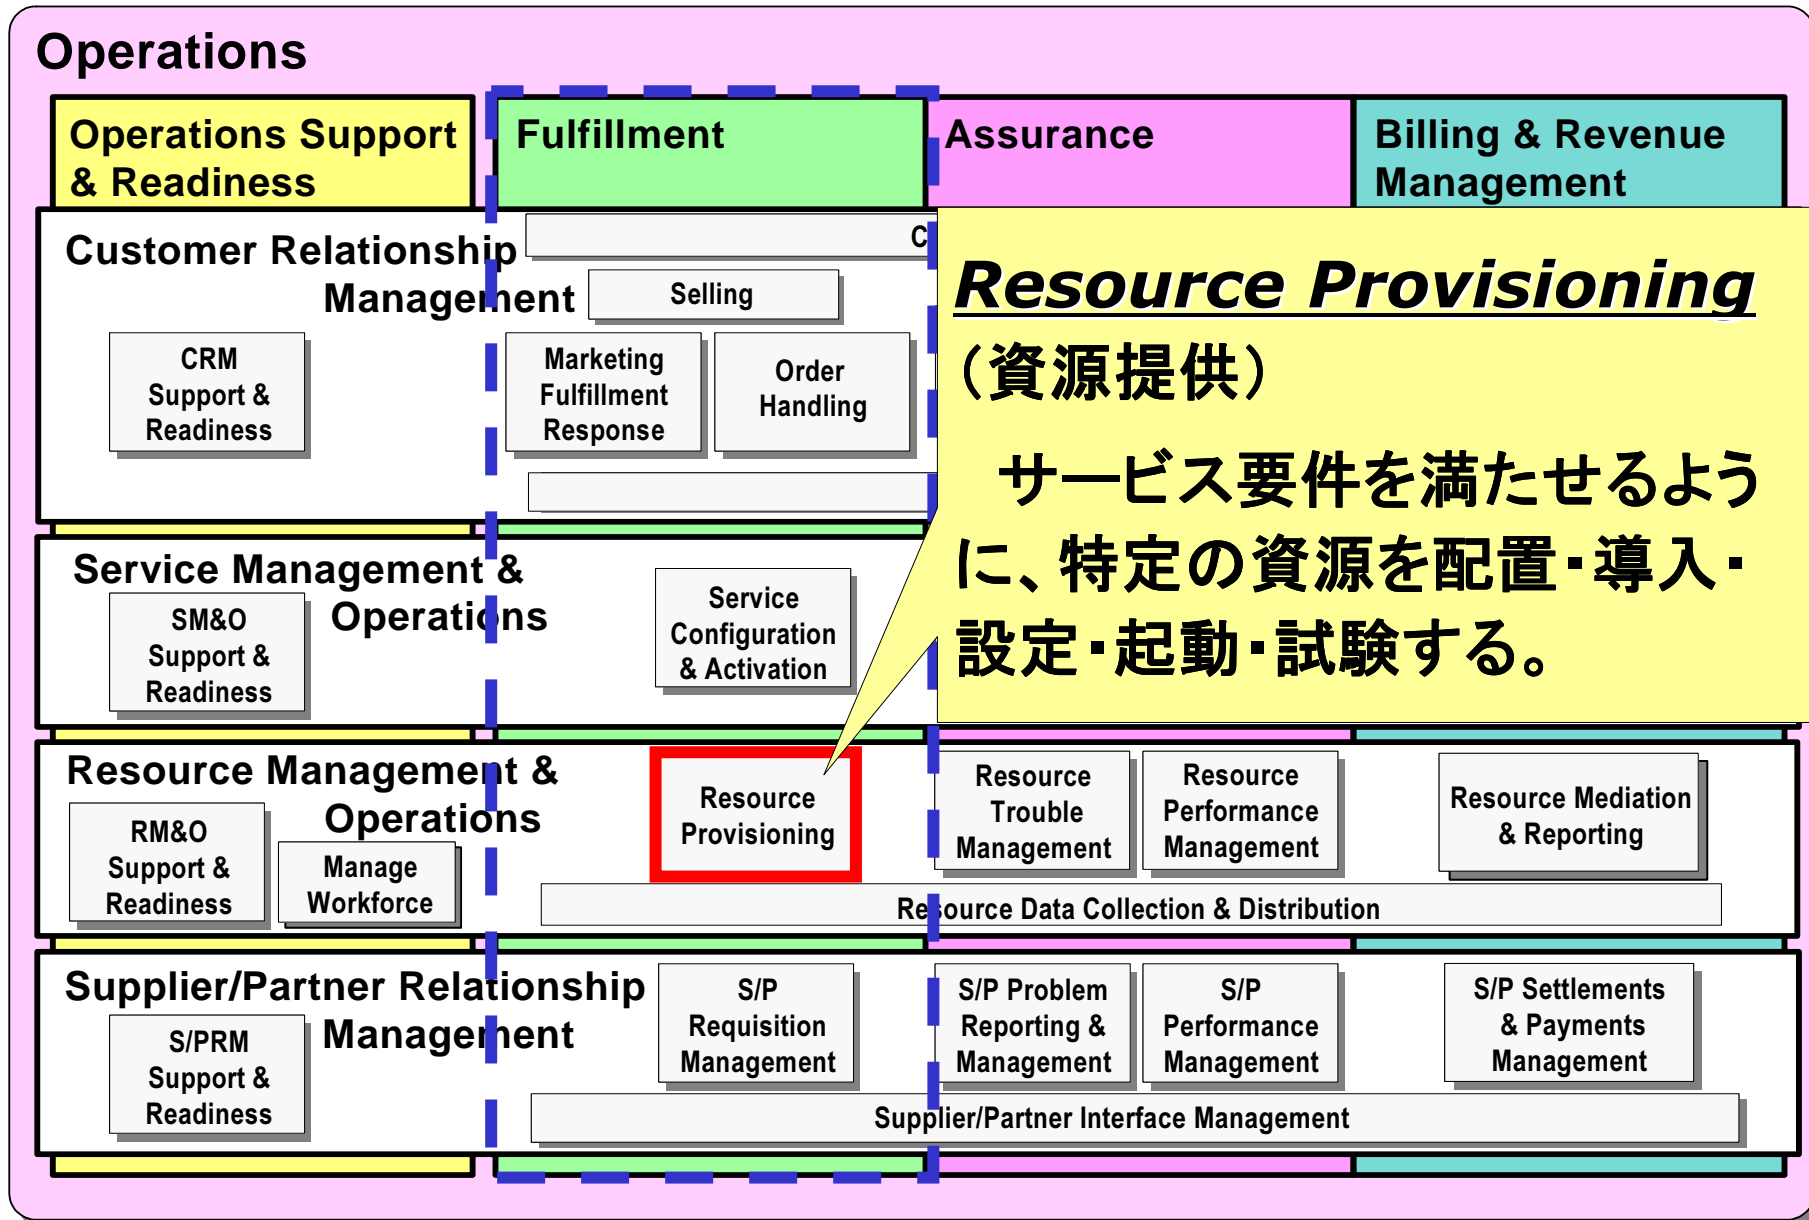 Operations
Operations Support
& Readiness
Fulfillment
Assurance
Billing & Revenue
Management
Customer Relationship
Management
C
Selling
CRM
Support &
Readiness
Marketing
Fulfillment
Response
Order
Handling
Resource Provisioning
（資源提供）
サービス要件を満たせるよう
に、特定の資源を配置・導入・
設定・起動・試験する。
Service Management &
Operations
SM&O
Support &
Readiness
Service
Configuration
& Activation
Resource Management &
Operations
RM&O
Support &
Readiness
Manage
Workforce
Resource
Provisioning
Resource
Trouble
Management
Resource
Performance
Management
Resource Mediation
& Reporting
Resource Data Collection & Distribution
Supplier/Partner Relationship
Management
S/PRM
Support &
Readiness
S/P
Requisition
Management
S/P Problem
Reporting &
Management
S/P
Performance
Management
S/P Settlements
& Payments
Management
Supplier/Partner Interface Management